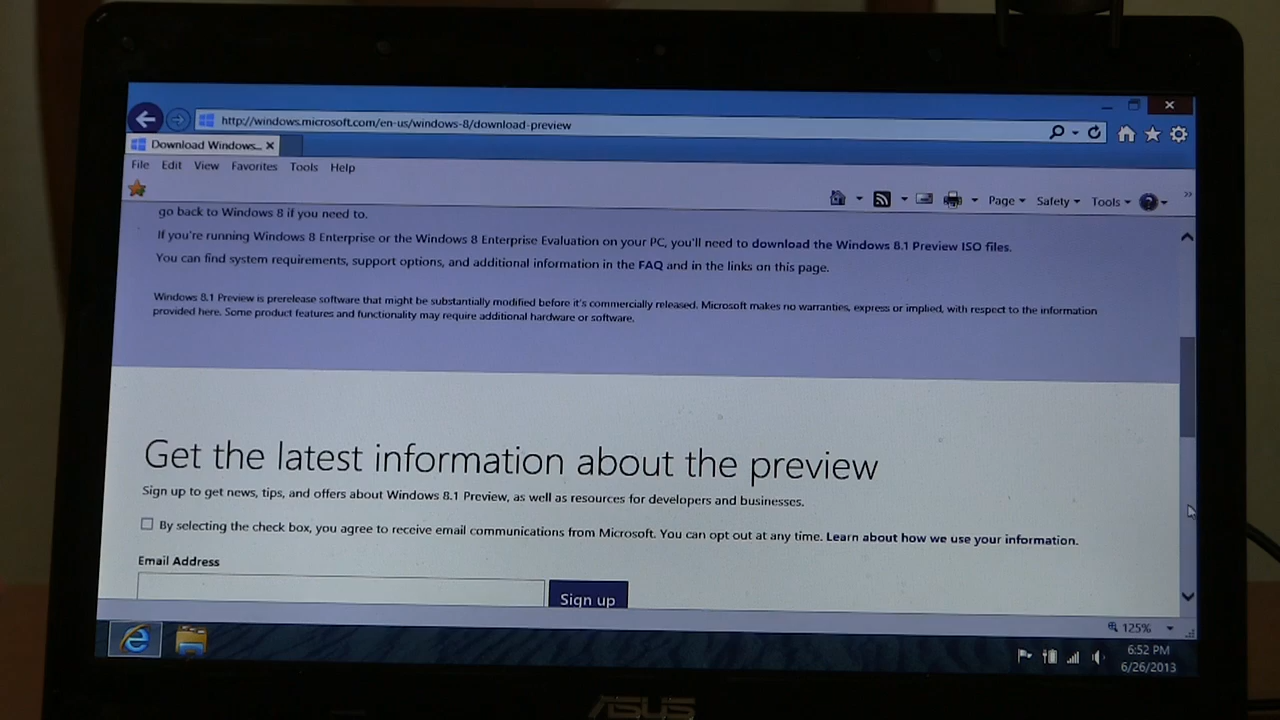 http://windows.microsoft.com/en-us/windows-8/download-preview
Download Windows...
File Edit View Favorites Tools Help
Page Safety Tools
go back to Windows 8 if you need to.
If you're running Windows 8 Enterprise or the Windows 8 Enterprise Evaluation on your PC, you'll need to download the Windows 8.1 Preview ISO files.
You can find system requirements, support options, and additional information in the FAQ and in the links on this page.
Windows 8.1 Preview is prerelease software that might be substantially modified before it's commercially released. Microsoft makes no warranties, express or implied, with respect to the information
provided here. Some product features and functionality may require additional hardware or software.
Get the latest information about the preview
Sign up to get news, tips, and offers about Windows 8.1 Preview, as well as resources for developers and businesses.
By selecting the check box, you agree to receive email communications from Microsoft. You can opt out at any time. Learn about how we use your information.
Email Address
Sign up
125%
6:52 PM
6/26/2013
ASUS